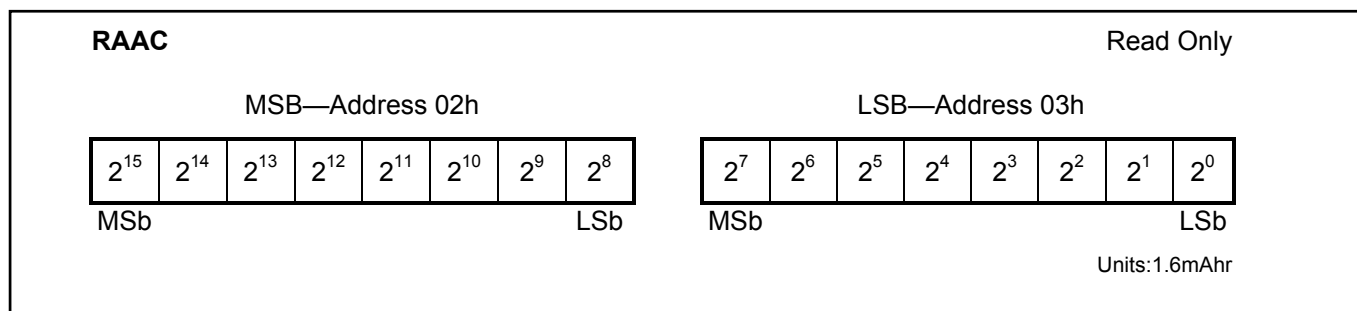 RAAC Read Only
MSB—Address 02h LSB—Address 03h
2^15 2^14 2^13 2^12 2^11 2^10 2^9 2^8 2^7 2^6 2^5 2^4 2^3 2^2 2^1 2^0
MSb LSb MSb LSb
Units:1.6mAhr